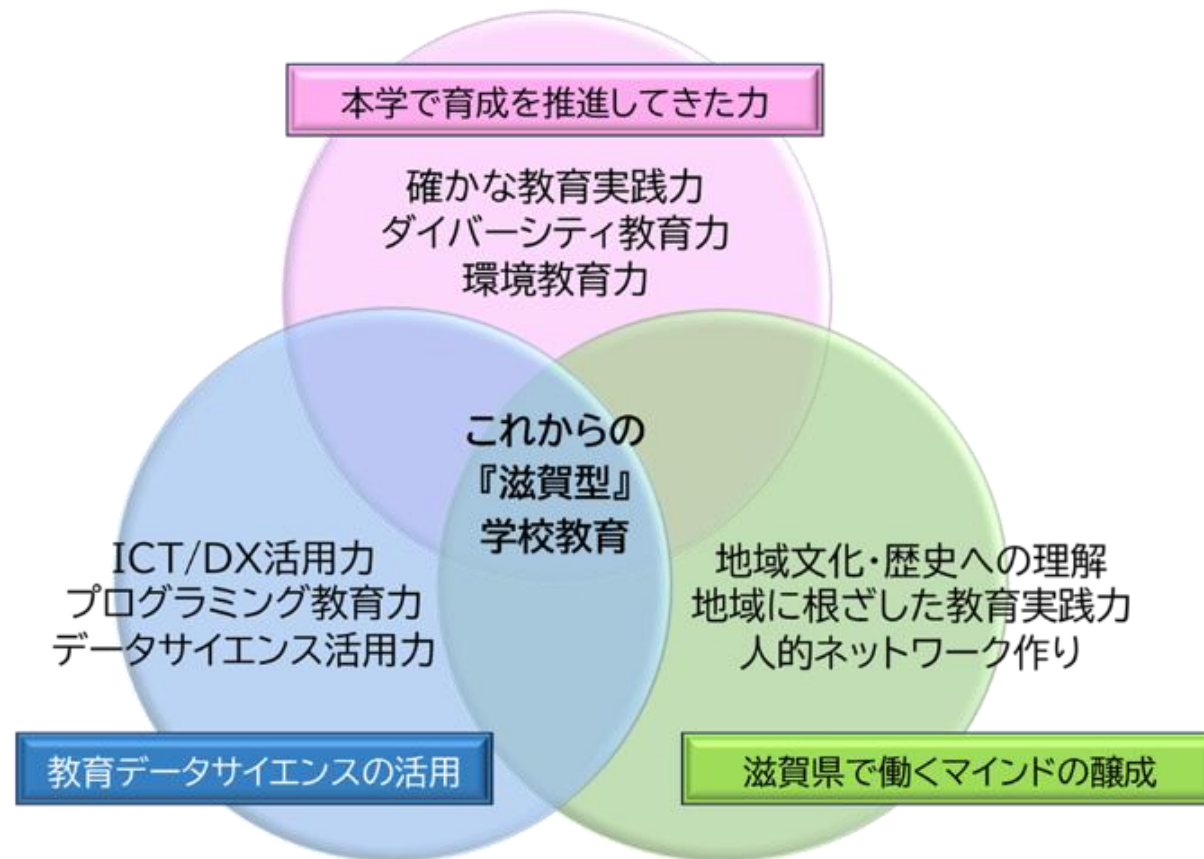 本学で育成を推進してきた力
確かな教育実践力
ダイバーシティ教育力
環境教育力
これからの
『滋賀型』
学校教育
ICT/DX活用力
プログラミング教育力
データサイエンス活用力
地域文化・歴史への理解
地域に根ざした教育実践力
人的ネットワーク作り
教育データサイエンスの活用
滋賀県で働くマインドの醸成